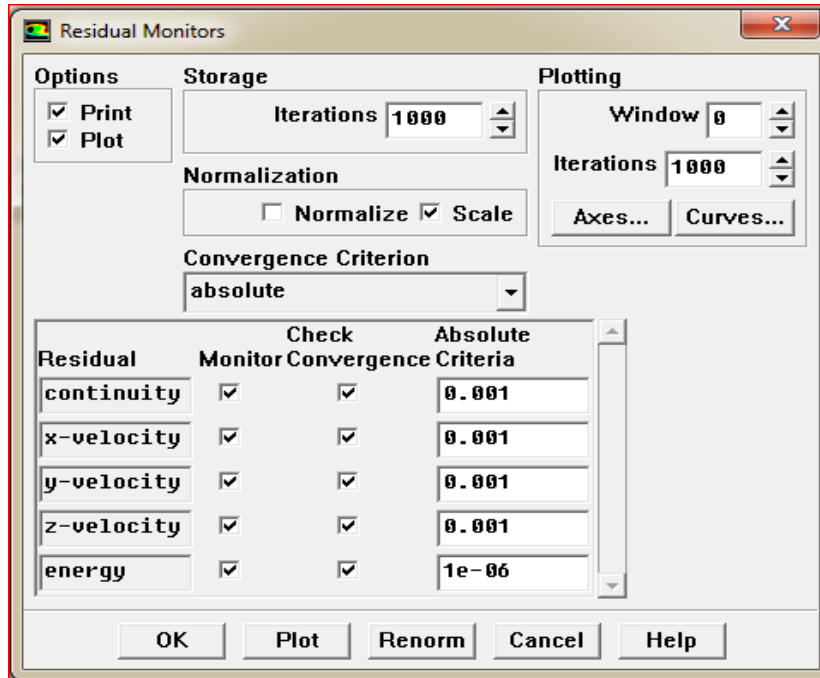 Residual Monitors
Options
Print
Plot
Storage
Iterations 1000
Normalization
Normalize Scale
Convergence Criterion
absolute
Plotting
Window 0
Iterations 1000
Axes... Curves...
Check Absolute
Residual Monitor Convergence Criteria
continuity 0.001
x-velocity 0.001
y-velocity 0.001
z-velocity 0.001
energy 1e-06
OK Plot Renorm Cancel Help